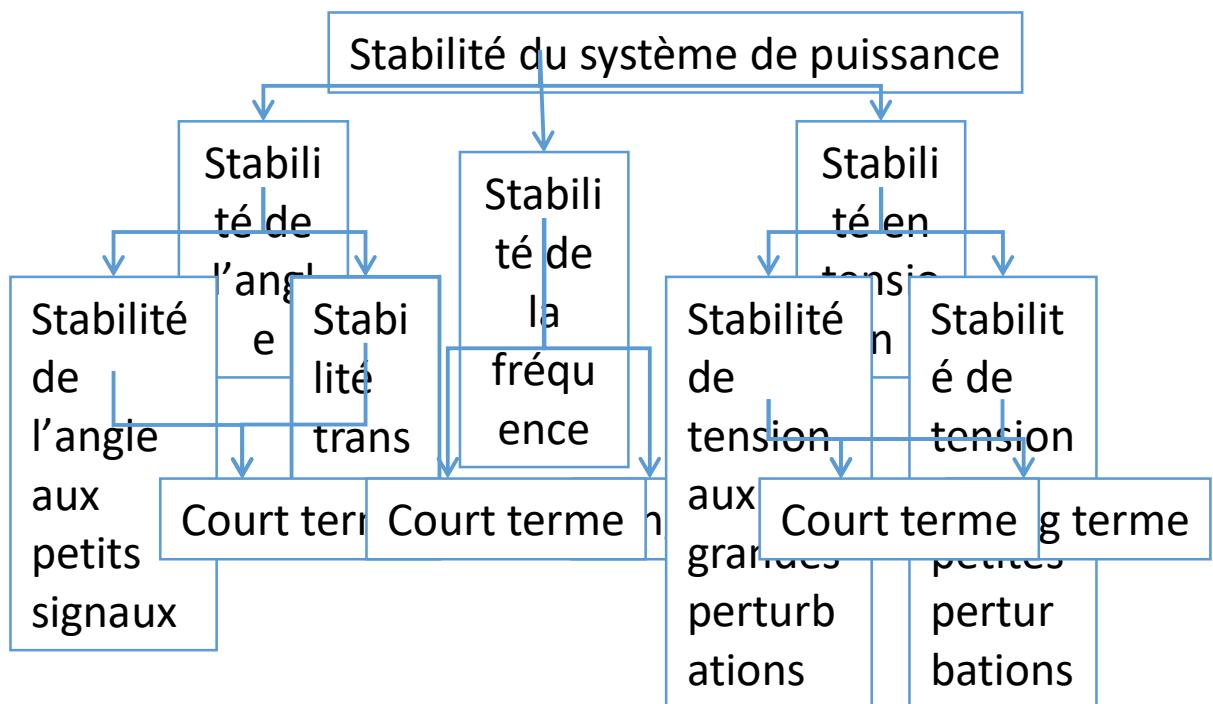 Stabilité du système de puissance
Stabili
té de
l'angl
e
Stabili
té de
la
fréqu
ence
Stabili
té en
tensio
n
Stabilité
de
l'angle
aux
petits
signaux
Stabi
lité
trans
Stabilité
de
tension
aux
grandes
perturb
ations
Stabilit
é de
tension
petites
pertur
bations
Court terme
Court terme
Court terme
g terme